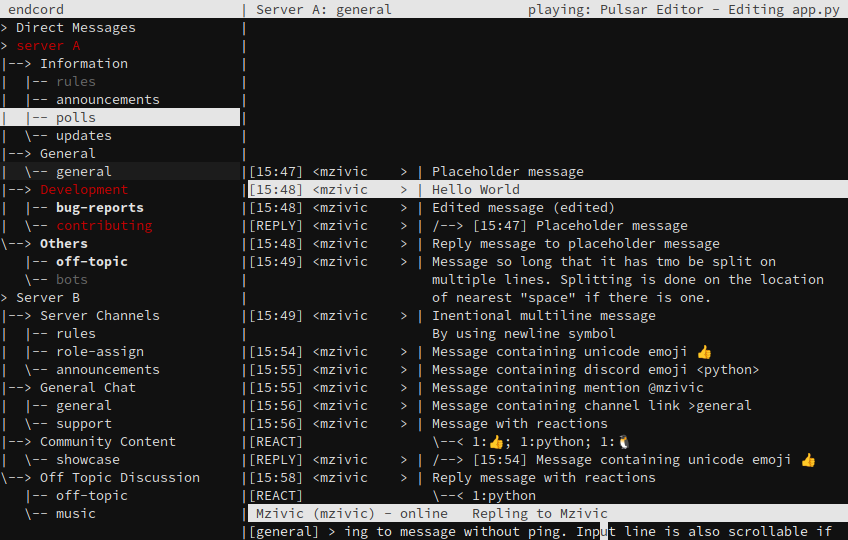 endcord | Server A: general playing: Pulsar Editor - Editing app.py
> Direct Messages |
> server A |
|--> Information |
| |-- rules |
| |-- announcements |
| |-- polls |
| \-- updates |
|--> General |
| \-- general |[15:47] <mzivic > | Placeholder message
|--> Development |[15:48] <mzivic > | Hello World
| |-- bug-reports |[15:48] <mzivic > | Edited message (edited)
| \-- contributing |[REPLY] <mzivic > | /--> [15:47] Placeholder message
\--> Others |[15:48] <mzivic > | Reply message to placeholder message
|-- off-topic |[15:49] <mzivic > | Message so long that it has tmo be split on
\-- bots | multiple lines. Splitting is done on the location
> Server B | of nearest "space" if there is one.
|--> Server Channels |[15:49] <mzivic > | Inentional multiline message
| |-- rules | By using newline symbol
| |-- role-assign |[15:54] <mzivic > | Message containing unicode emoji 👍
| \-- announcements |[15:55] <mzivic > | Message containing discord emoji <python>
|--> General Chat |[15:55] <mzivic > | Message containing mention @mzivic
| |-- general |[15:56] <mzivic > | Message containing channel link >general
| \-- support |[15:56] <mzivic > | Message with reactions
|--> Community Content |[REACT] \--< 1:👍; 1:python; 1:🐧
| \-- showcase |[REPLY] <mzivic > | /--> [15:54] Message containing unicode emoji 👍
\--> Off Topic Discussion |[15:58] <mzivic > | Reply message with reactions
|-- off-topic |[REACT] \--< 1:python
\-- music | Mzivic (mzivic) - online Repling to Mzivic
|[general] > ing to message without ping. Input line is also scrollable if